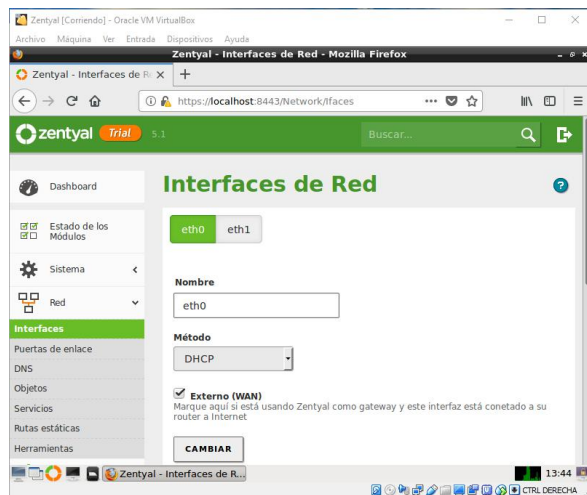 Zentyal [Corriendo] - Oracle VM VirtualBox
Archivo Máquina Ver Entrada Dispositivos Ayuda
Zentyal - Interfaces de Red - Mozilla Firefox
Zentyal - Interfaces de R
https://localhost:8443/Network/Ifaces
zentyal Trial 5.1 Buscar...
Dashboard
Estado de los
Módulos
Sistema
Red
Interfaces
Puertas de enlace
DNS
Objetos
Servicios
Rutas estáticas
Herramientas
Interfaces de Red
eth0 eth1
Nombre
eth0
Método
DHCP
Externo (WAN)
Marque aquí si está usando Zentyal como gateway y este interfaz está conetado a su
router a Internet
CAMBIAR
Zentyal - Interfaces de R...
13:44
CTRL DERECHA